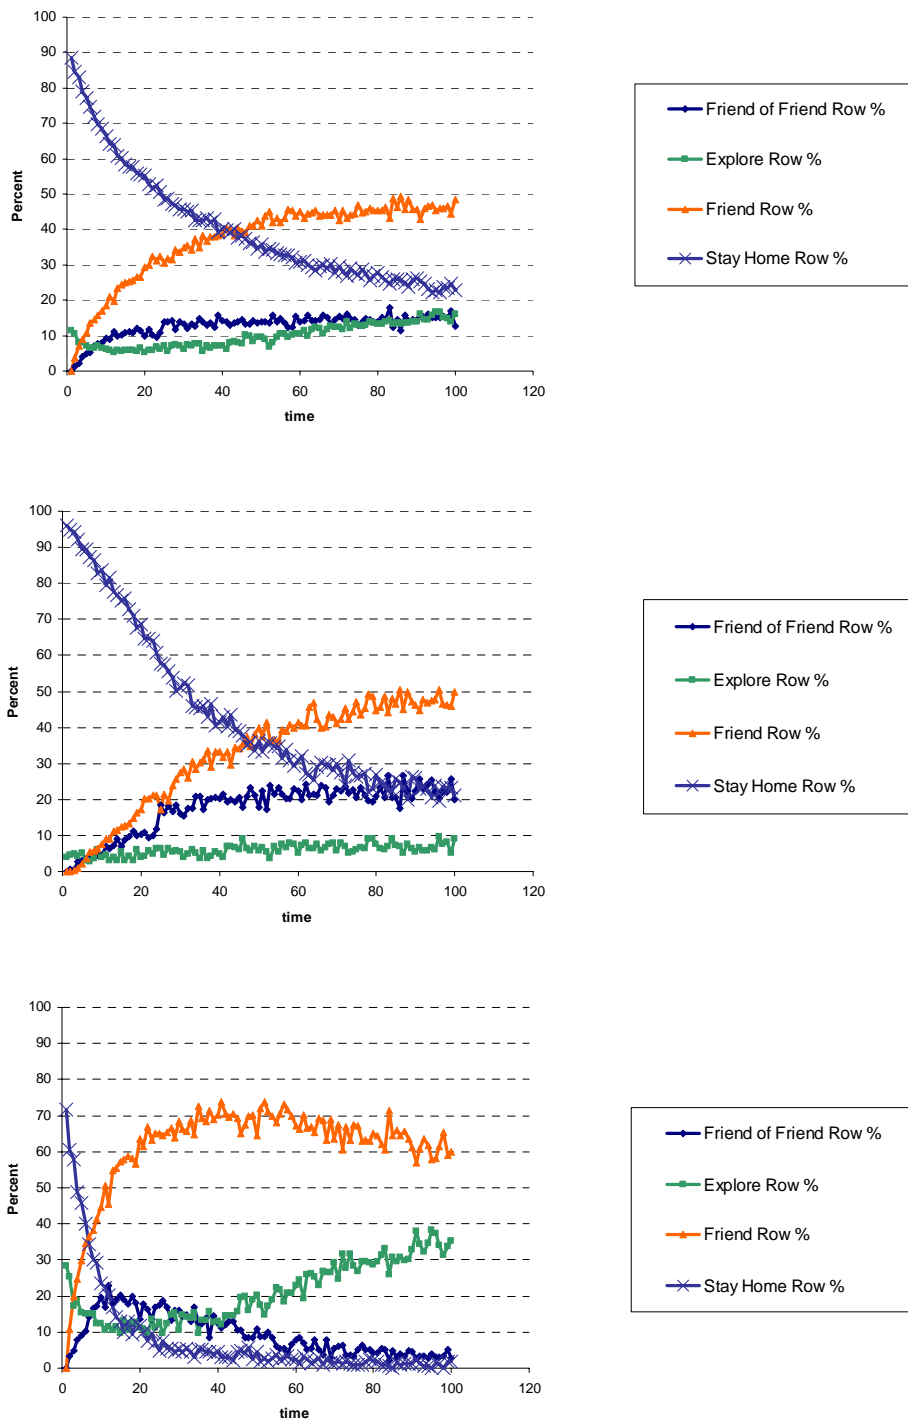 100
90
80
70
60
50
40
30
20
10
0
Percent
0 20 40 60 80 100 120
time
Friend of Friend Row %
Explore Row %
Friend Row %
Stay Home Row %
100
90
80
70
60
50
40
30
20
10
0
Percent
0 20 40 60 80 100 120
time
Friend of Friend Row %
Explore Row %
Friend Row %
Stay Home Row %
100
90
80
70
60
50
40
30
20
10
0
Percent
0 20 40 60 80 100 120
time
Friend of Friend Row %
Explore Row %
Friend Row %
Stay Home Row %